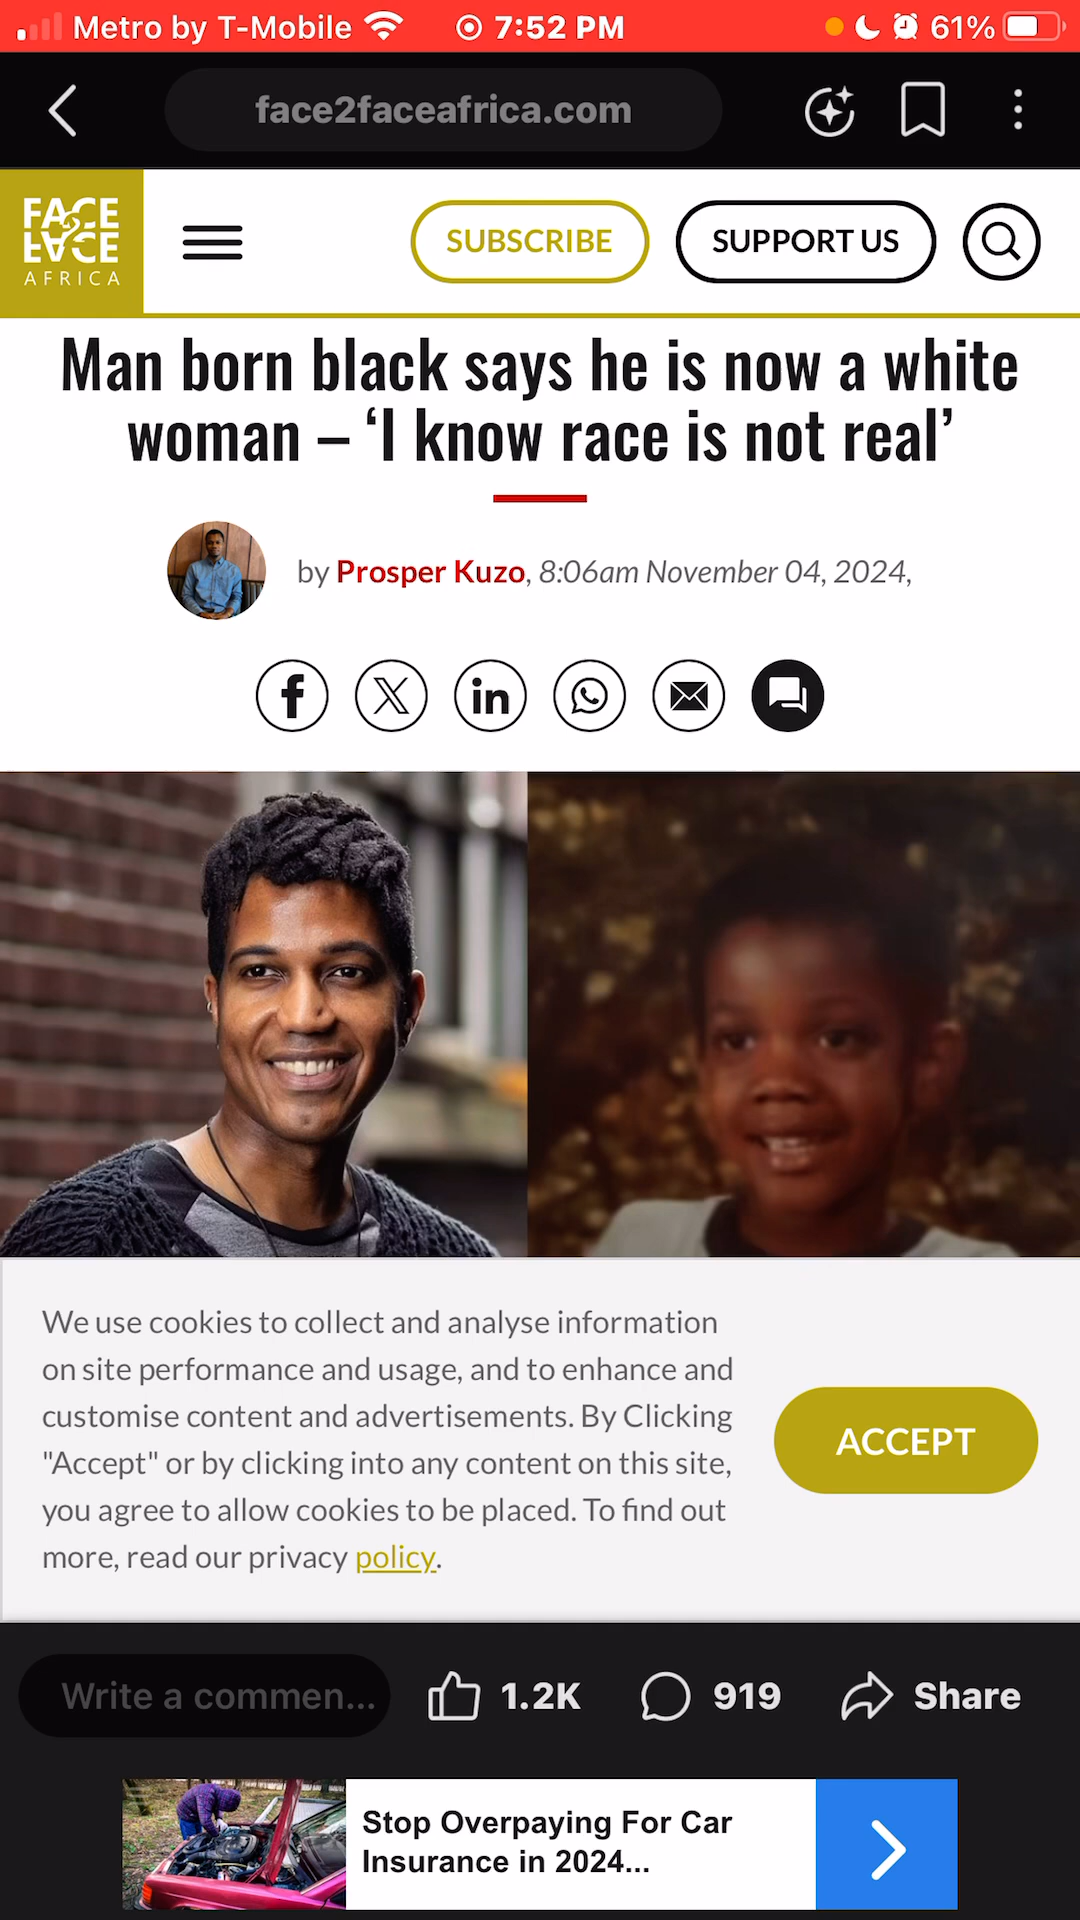 Metro by T-Mobile 7:52 PM 61%
face2faceafrica.com
FACE
2
FACE
AFRICA
SUBSCRIBE
SUPPORT US
Man born black says he is now a white
woman – ‘I know race is not real’
by Prosper Kuzo, 8:06am November 04, 2024,
We use cookies to collect and analyse information
on site performance and usage, and to enhance and
customise content and advertisements. By Clicking
"Accept" or by clicking into any content on this site,
you agree to allow cookies to be placed. To find out
more, read our privacy policy.
ACCEPT
Write a commen...
1.2K
919
Share
Stop Overpaying For Car
Insurance in 2024...